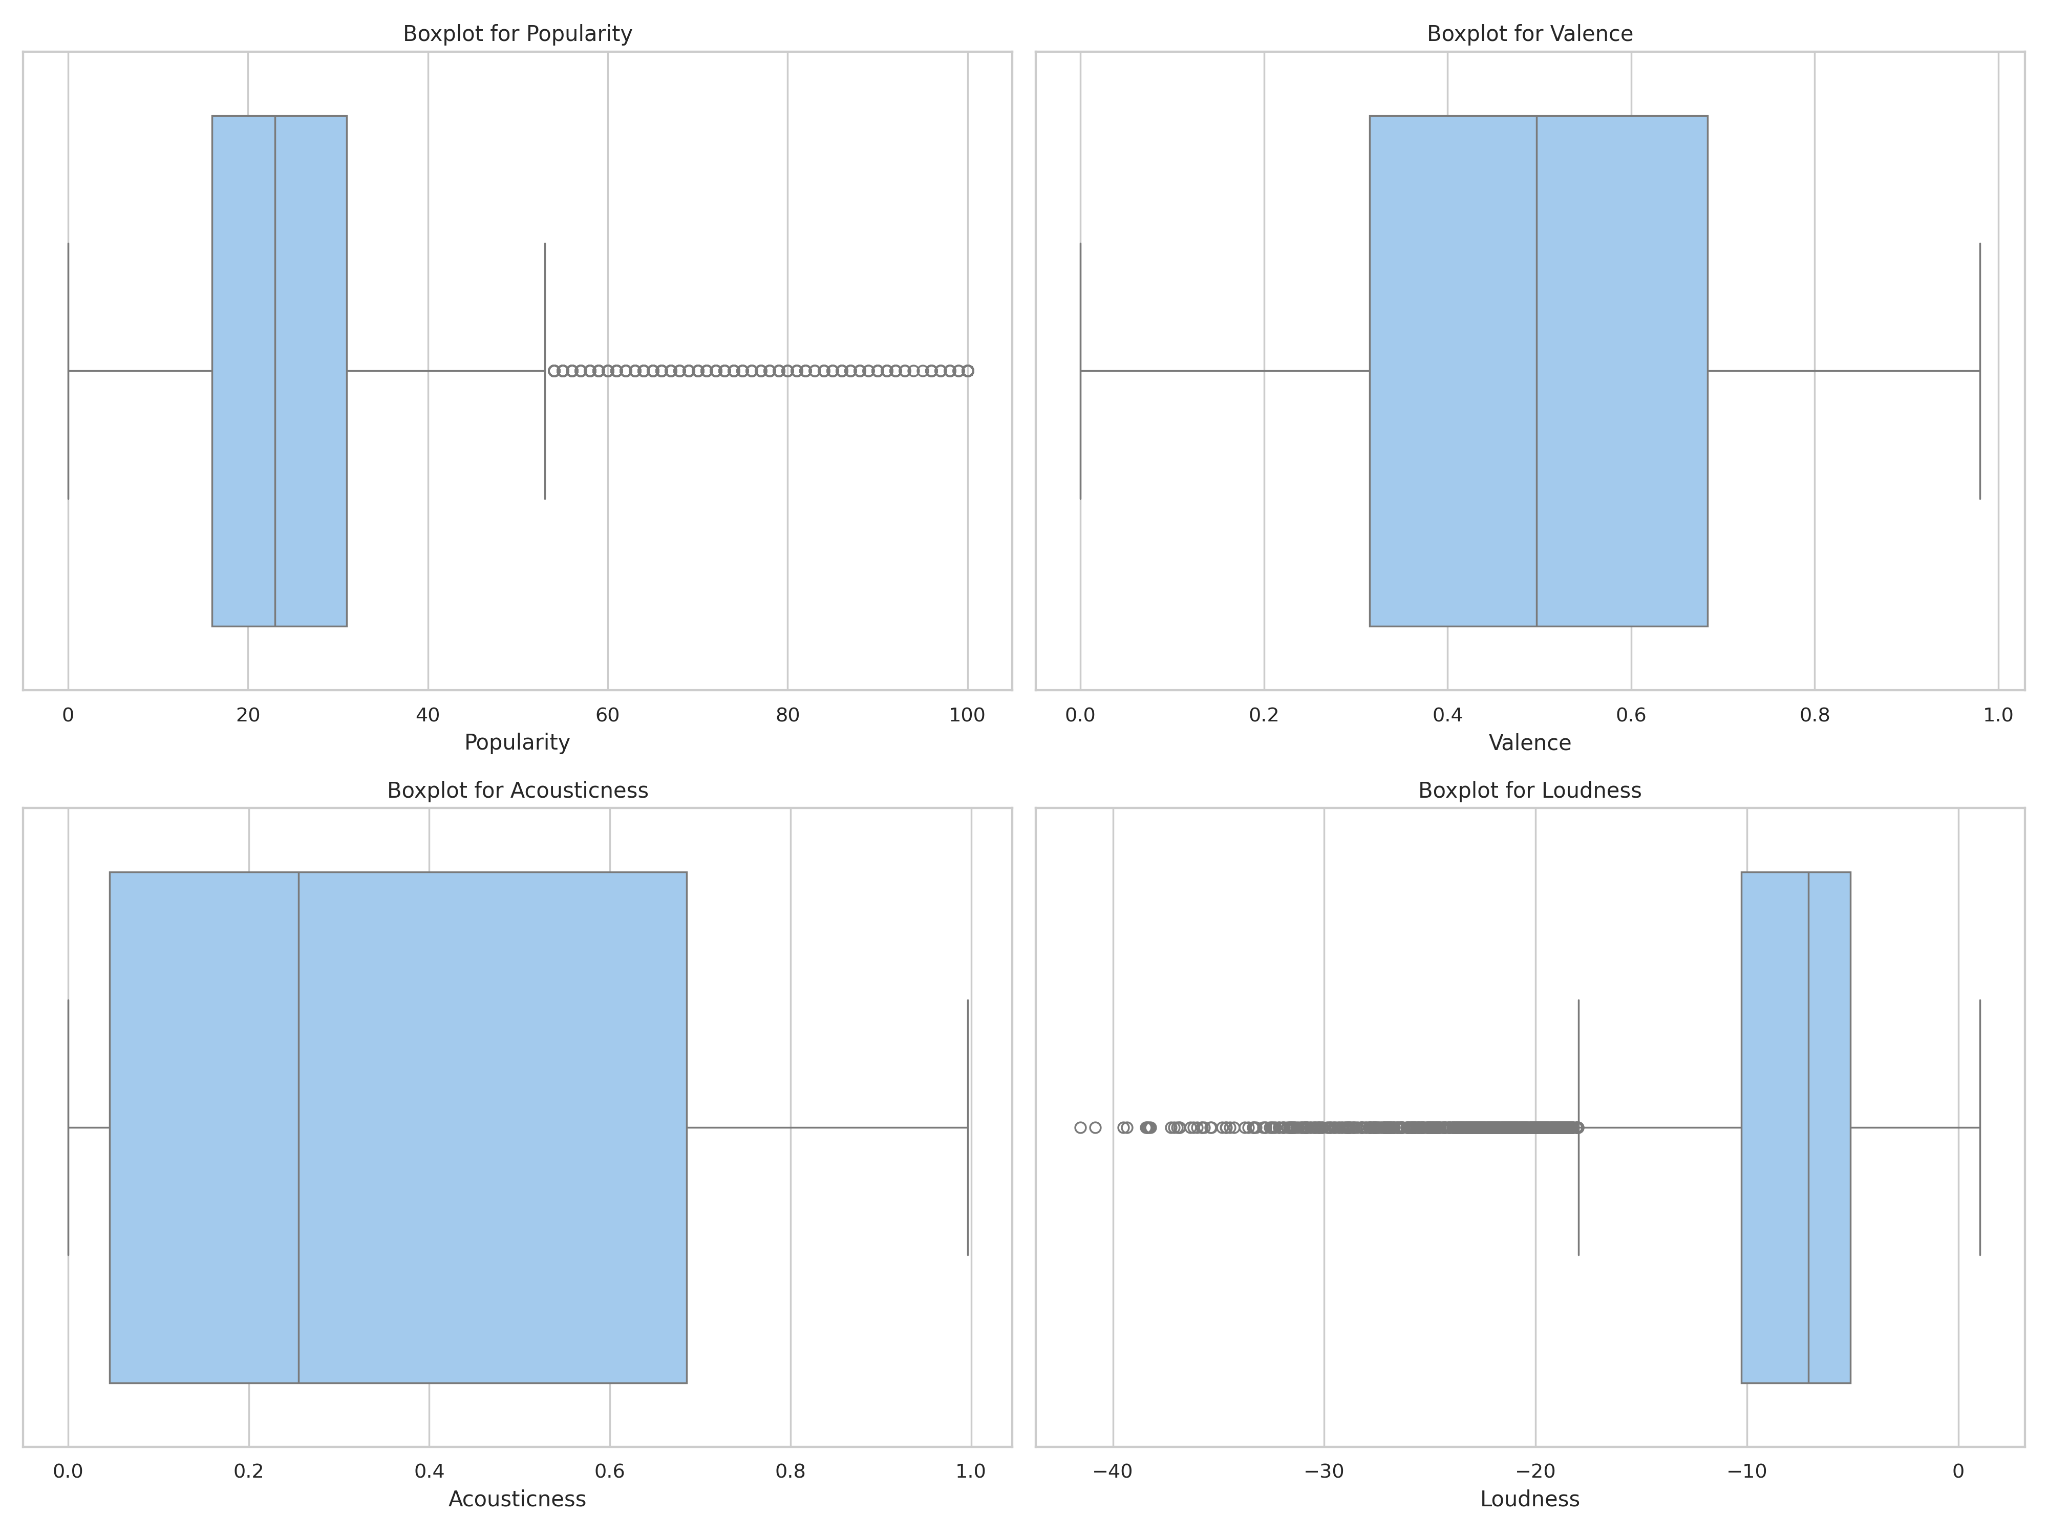 Boxplot for Popularity
0 20 40 60 80 100
Popularity
Boxplot for Valence
0.0 0.2 0.4 0.6 0.8 1.0
Valence
Boxplot for Acousticness
0.0 0.2 0.4 0.6 0.8 1.0
Acousticness
Boxplot for Loudness
−40 −30 −20 −10 0
Loudness